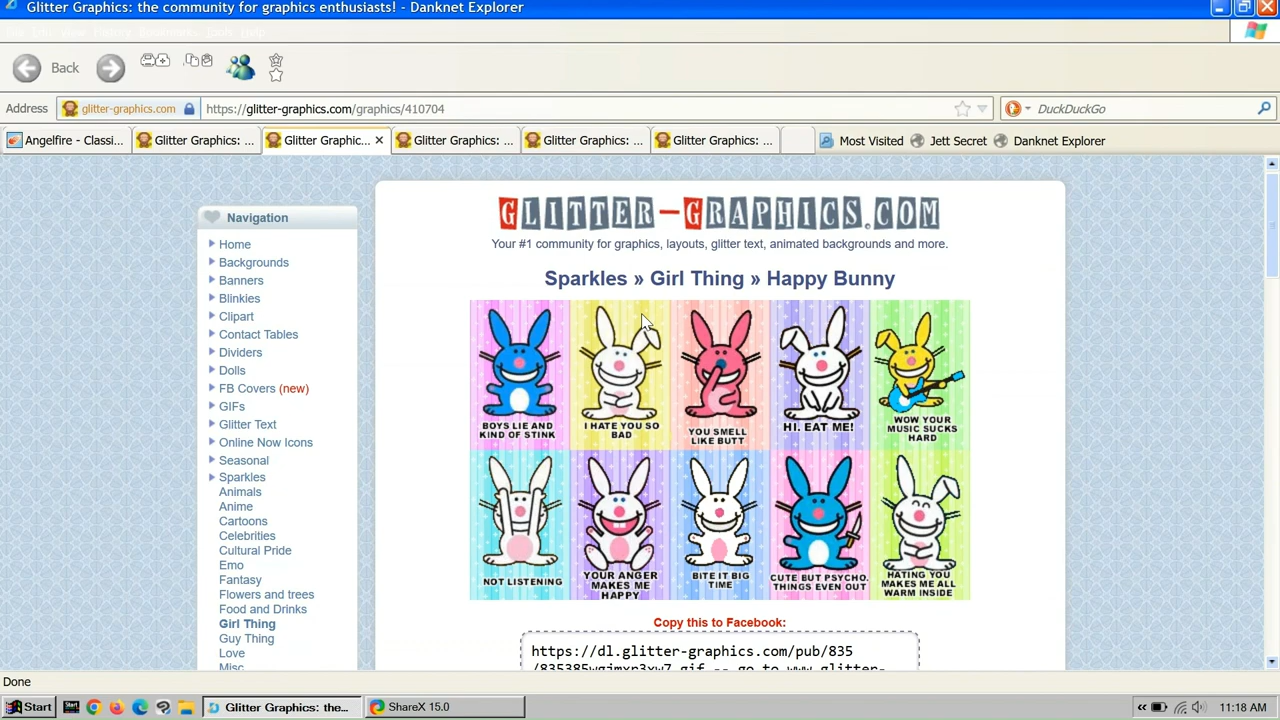 Glitter Graphics: the community for graphics enthusiasts! - Danknet Explorer
Back
Address glitter-graphics.com https://glitter-graphics.com/graphics/410704 DuckDuckGo
Angelfire - Classi... Glitter Graphics: ... Glitter Graphic... Glitter Graphics: ... Glitter Graphics: ... Glitter Graphics: ... Most Visited Jett Secret Danknet Explorer
GLITTER-GRAPHICS.COM
Your #1 community for graphics, layouts, glitter text, animated backgrounds and more.
Sparkles » Girl Thing » Happy Bunny
Navigation
Home
Backgrounds
Banners
Blinkies
Clipart
Contact Tables
Dividers
Dolls
FB Covers (new)
GIFs
Glitter Text
Online Now Icons
Seasonal
Sparkles
Animals
Anime
Cartoons
Celebrities
Cultural Pride
Emo
Fantasy
Flowers and trees
Food and Drinks
Girl Thing
Guy Thing
Love
Misc
BOYS LIE AND
KIND OF STINK
I HATE YOU SO
BAD
YOU SMELL
LIKE BUTT
HI. EAT ME!
WOW YOUR
MUSIC SUCKS
HARD
NOT LISTENING
YOUR ANGER
MAKES ME
HAPPY
BITE IT BIG
TIME
CUTE BUT PSYCHO.
THINGS EVEN OUT
HATING YOU
MAKES ME ALL
WARM INSIDE
Copy this to Facebook:
https://dl.glitter-graphics.com/pub/835
/835385wgjmxr3xw7.gif -- go to www.glitter-
Done
Start Glitter Graphics: the... ShareX 15.0 11:18 AM